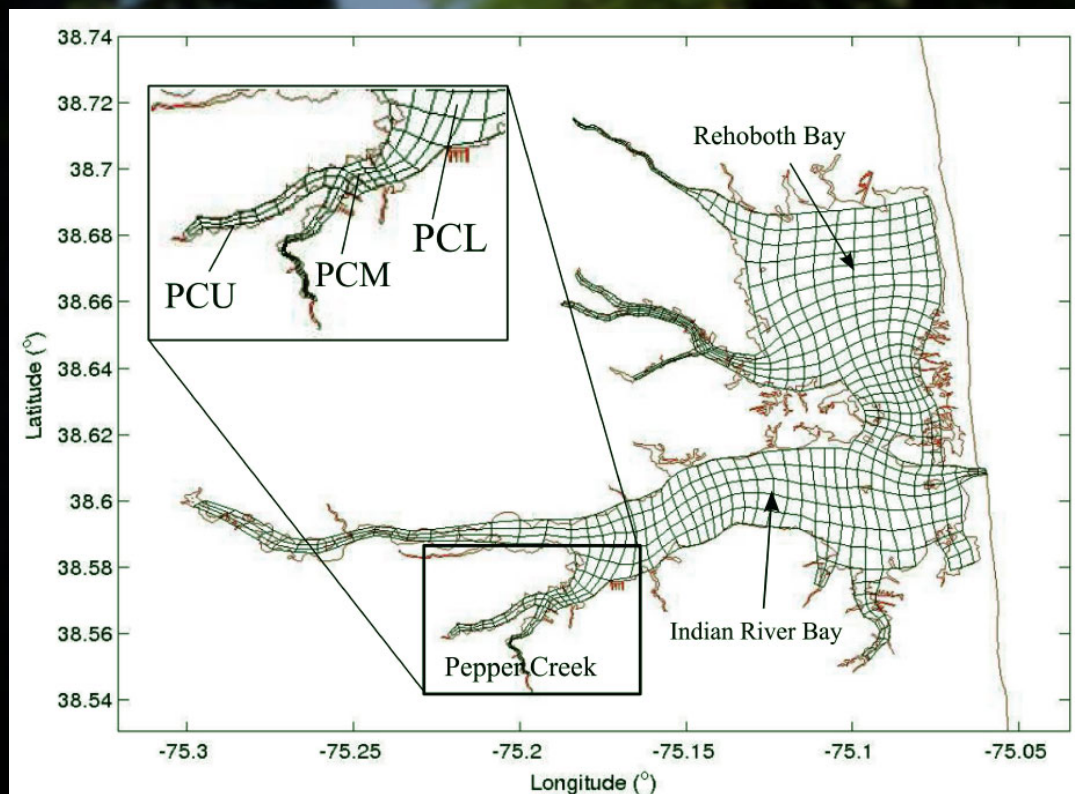 38.74
38.72
38.7
38.68
38.66
38.64
38.62
38.6
38.58
38.56
38.54
Latitude (°)
PCU
PCM
PCL
Rehoboth Bay
Indian River Bay
Pepper Creek
-75.3
-75.25
-75.2
-75.15
-75.1
-75.05
Longitude (°)